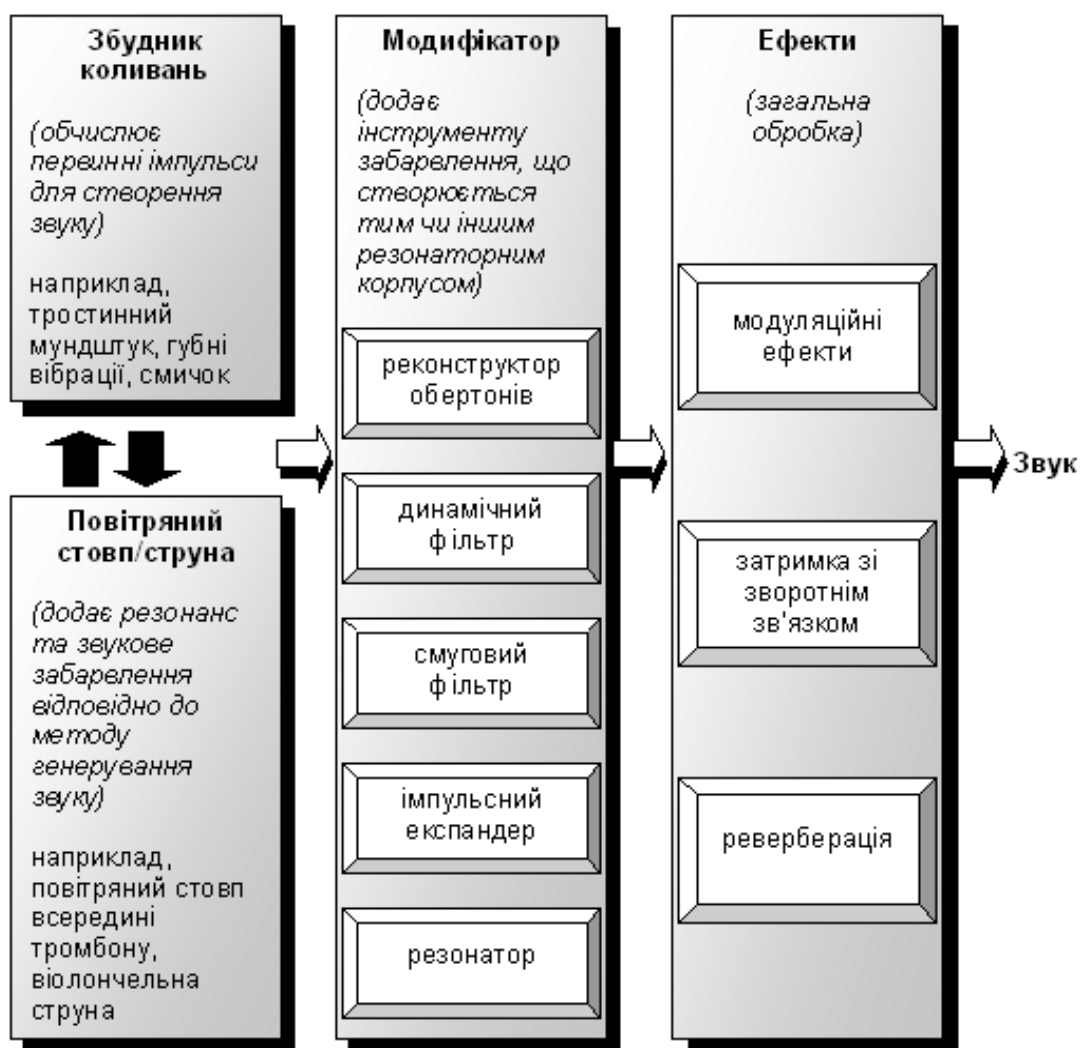 Збудник
коливань
(обчислює
первинні імпульси
для створення
звуку)
наприклад,
тростинний
мундштук, губні
вібрації, смичок
Повітряний
стовп/струна
(додає резонанс
та звукове
забарвлення
відповідно до
методу
генерування
звуку)
наприклад,
повітряний стовп
всередині
тромбону,
віолончельна
струна
Модифікатор
(додає
інструменту
забарвлення, що
створюється
тим чи іншим
резонаторним
корпусом)
реконструктор
обертонів
динамічний
фільтр
смуговий
фільтр
імпульсний
експандер
резонатор
Ефекти
(загальна
обробка)
модуляційні
ефекти
затримка зі
зворотнім
зв'язком
реверберація
Звук